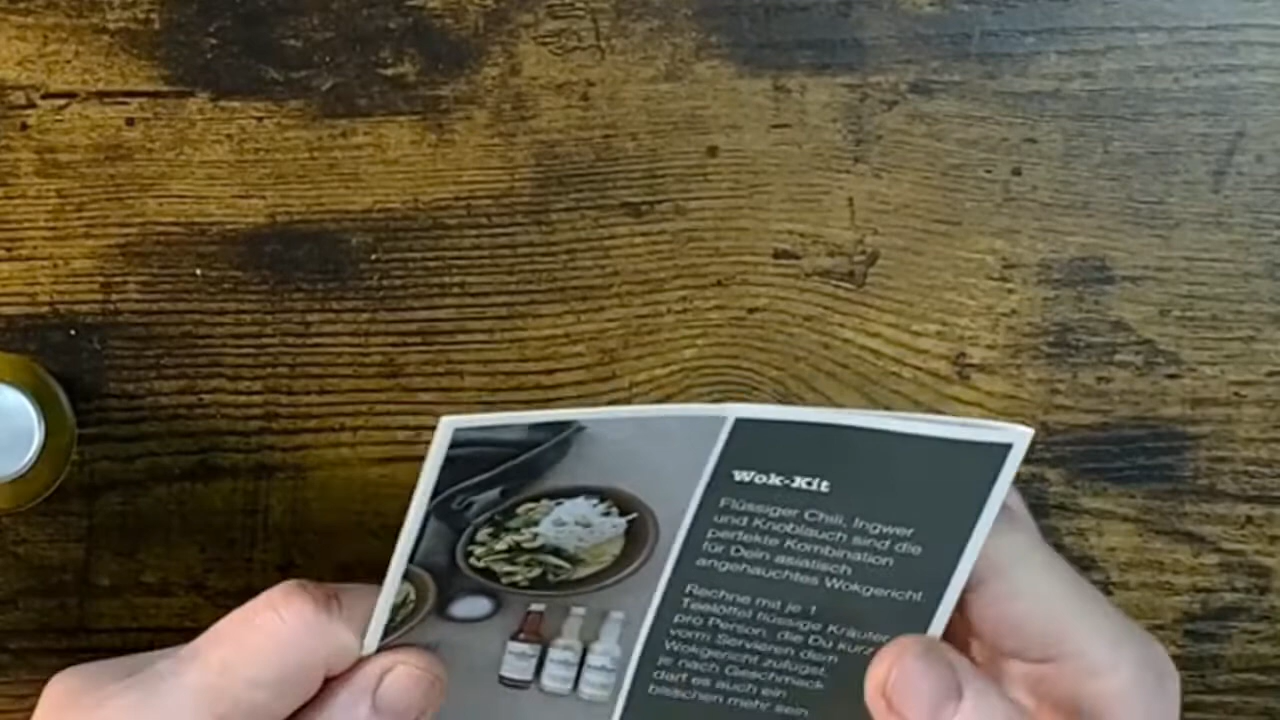 Wok-Kit
Flüssiger Chili, Ingwer
und Knoblauch sind die
perfekte Kombination
für Dein asiatisch
angehauchtes Wokgericht.
Rechne mit je 1
Teelöffel flüssige Kräuter
pro Person, die Du kurz
vorm Servieren dem
Wokgericht zufügst,
je nach Geschmack
darf es auch ein
bisschen mehr sein.